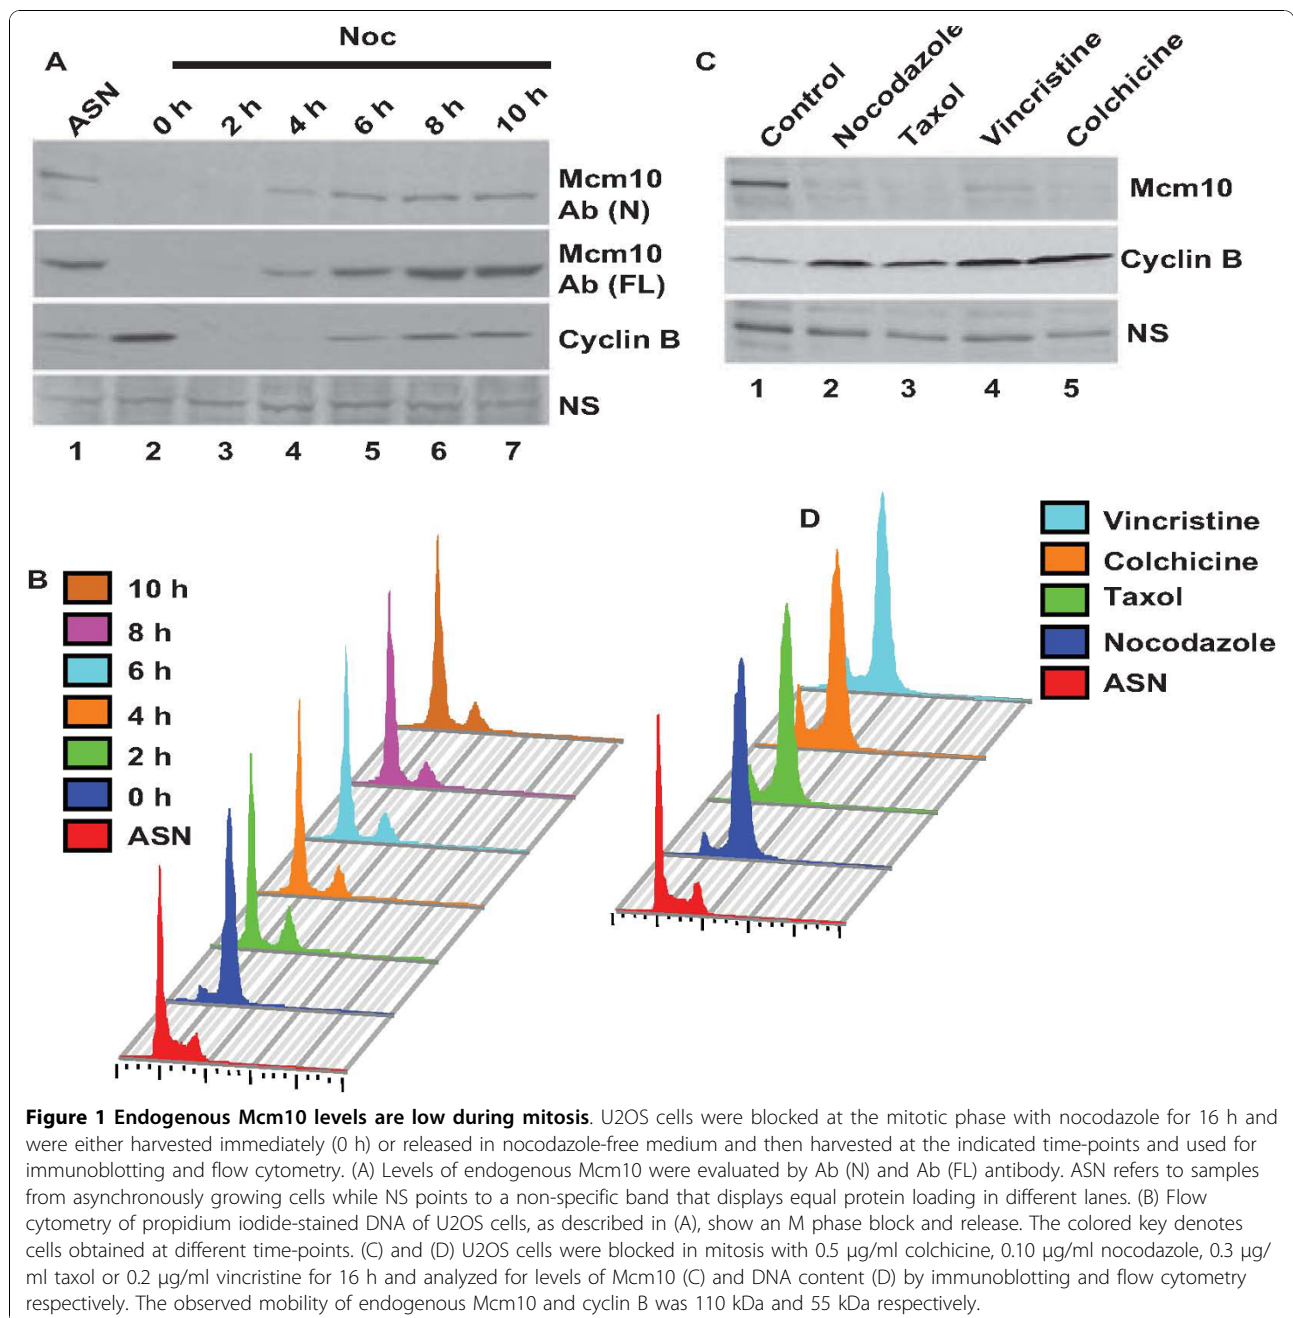 Noc
A
ASN
0 h
2 h
4 h
6 h
8 h
10 h
Mcm10
Ab (N)
Mcm10
Ab (FL)
Cyclin B
NS
1 2 3 4 5 6 7
C
Control
Nocodazole
Taxol
Vincristine
Colchicine
Mcm10
Cyclin B
NS
1 2 3 4 5
B
10 h
8 h
6 h
4 h
2 h
0 h
ASN
D
Vincristine
Colchicine
Taxol
Nocodazole
ASN
Figure 1 Endogenous Mcm10 levels are low during mitosis. U2OS cells were blocked at the mitotic phase with nocodazole for 16 h and
were either harvested immediately (0 h) or released in nocodazole-free medium and then harvested at the indicated time-points and used for
immunoblotting and flow cytometry. (A) Levels of endogenous Mcm10 were evaluated by Ab (N) and Ab (FL) antibody. ASN refers to samples
from asynchronously growing cells while NS points to a non-specific band that displays equal protein loading in different lanes. (B) Flow
cytometry of propidium iodide-stained DNA of U2OS cells, as described in (A), show an M phase block and release. The colored key denotes
cells obtained at different time-points. (C) and (D) U2OS cells were blocked in mitosis with 0.5 μg/ml colchicine, 0.10 μg/ml nocodazole, 0.3 μg/
ml taxol or 0.2 μg/ml vincristine for 16 h and analyzed for levels of Mcm10 (C) and DNA content (D) by immunoblotting and flow cytometry
respectively. The observed mobility of endogenous Mcm10 and cyclin B was 110 kDa and 55 kDa respectively.